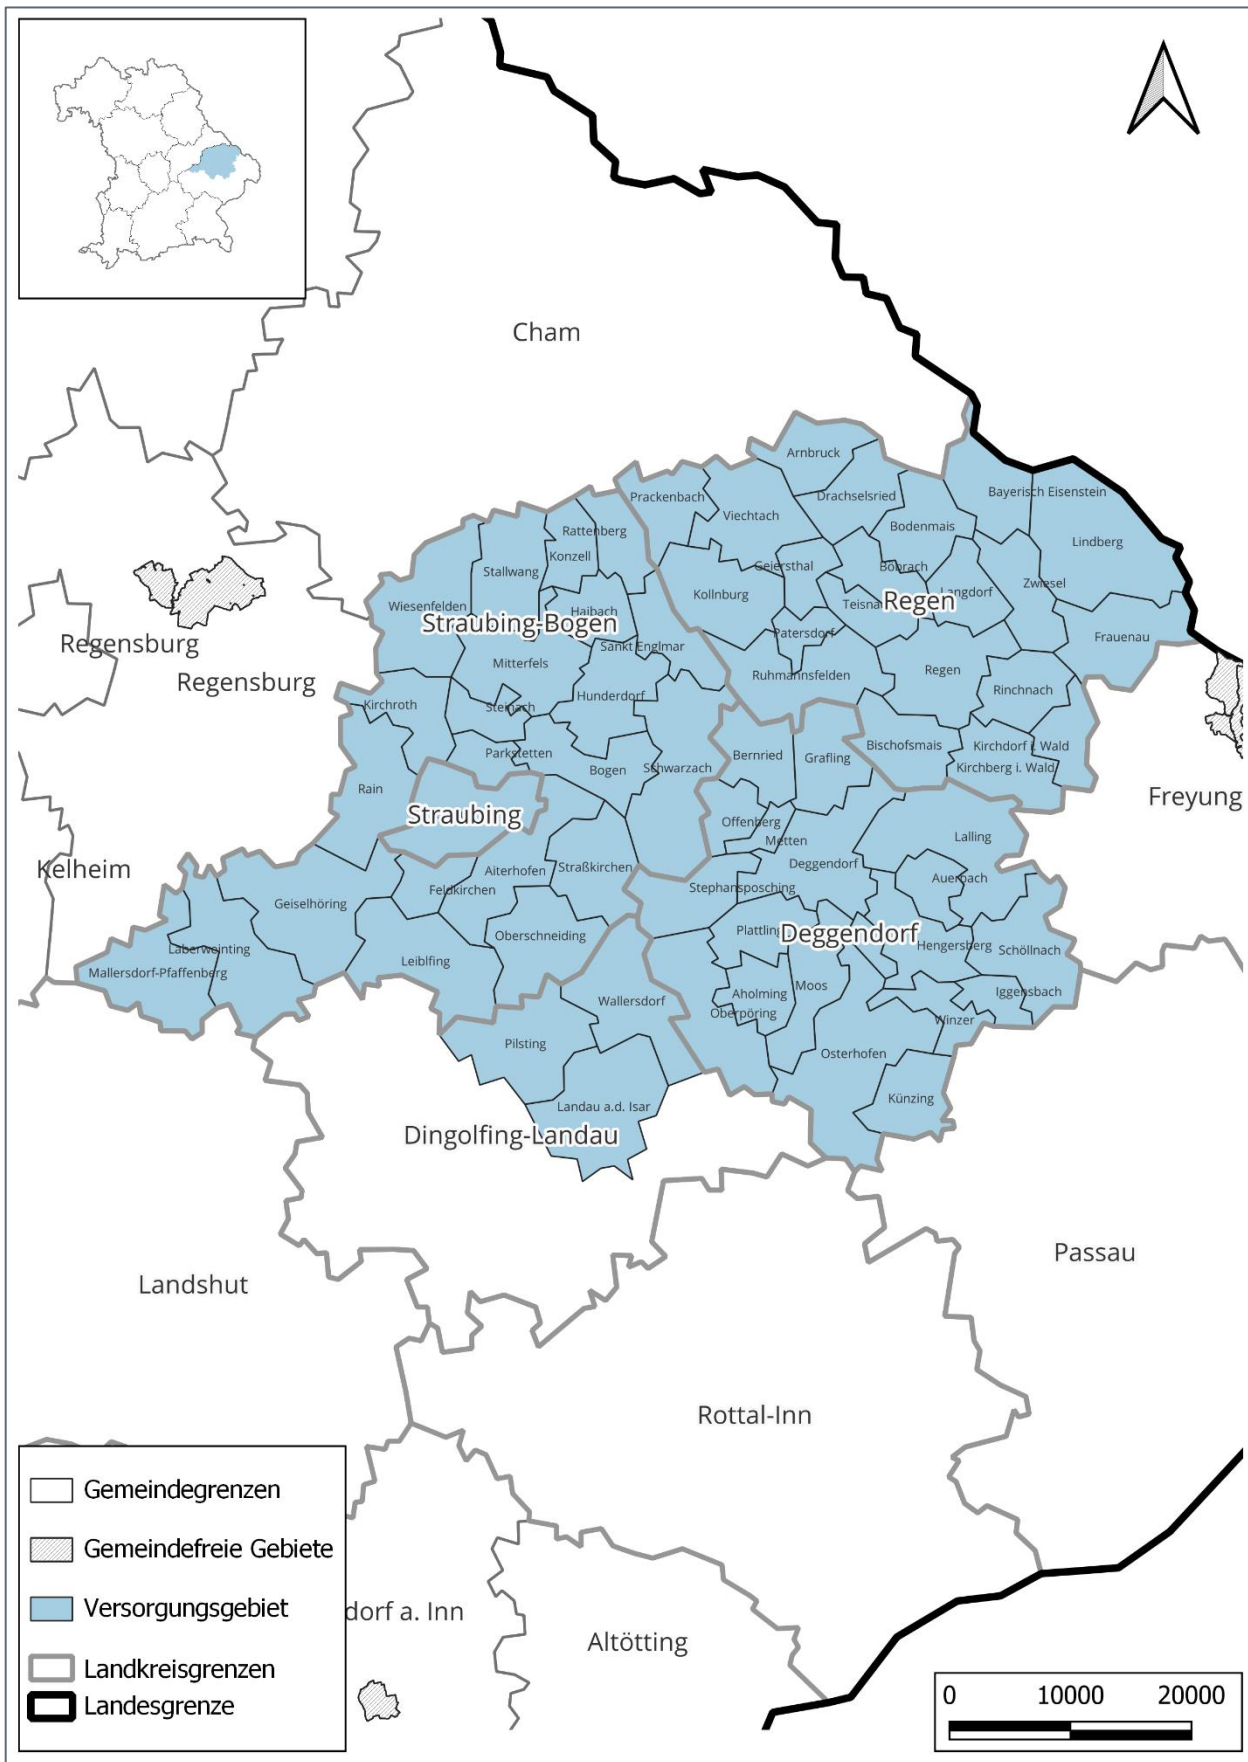 Cham
Arnbruck
Prackenbach
Drachselsried
Bayerisch Eisenstein
Viechtach
Bodenmais
Rattenberg
Lindberg
Konzell
Stallwang
Geiersthal
Böbrach
Zwiesel
Kollnburg
Langdorf
Wiesenfelden
Haibach
Teisna
Regen
Straubing-Bogen
Patersdorf
Frauenau
Regensburg
Sankt Englmar
Mitterfels
Regen
Regensburg
Ruhmannsfelden
Rinchnach
Hunderdorf
Kirchroth
Steinach
Bischofsmais
Kirchdorf i. Wald
Parkstetten
Bernried
Grafling
Bogen
Schwarzach
Kirchberg i. Wald
Rain
Freyung
Straubing
Offenberg
Metten
Lalling
Kelheim
Aiterhofen
Straßkirchen
Deggendorf
Feldkirchen
Stephansposching
Auerbach
Geiselhöring
Plattling
Deggendorf
Oberschneiding
Hengersberg
Laberweinting
Schöllnach
Leiblfing
Mallersdorf-Pfaffenberg
Moos
Aholming
Iggensbach
Wallersdorf
Oberpöring
Winzer
Pilsting
Osterhofen
Künzing
Landau a.d. Isar
Dingolfing-Landau
Passau
Landshut
Rottal-Inn
Gemeindegrenzen
Gemeindefreie Gebiete
Versorgungsgebiet
dorf a. Inn
Altötting
Landkreisgrenzen
Landesgrenze
0 10000 20000